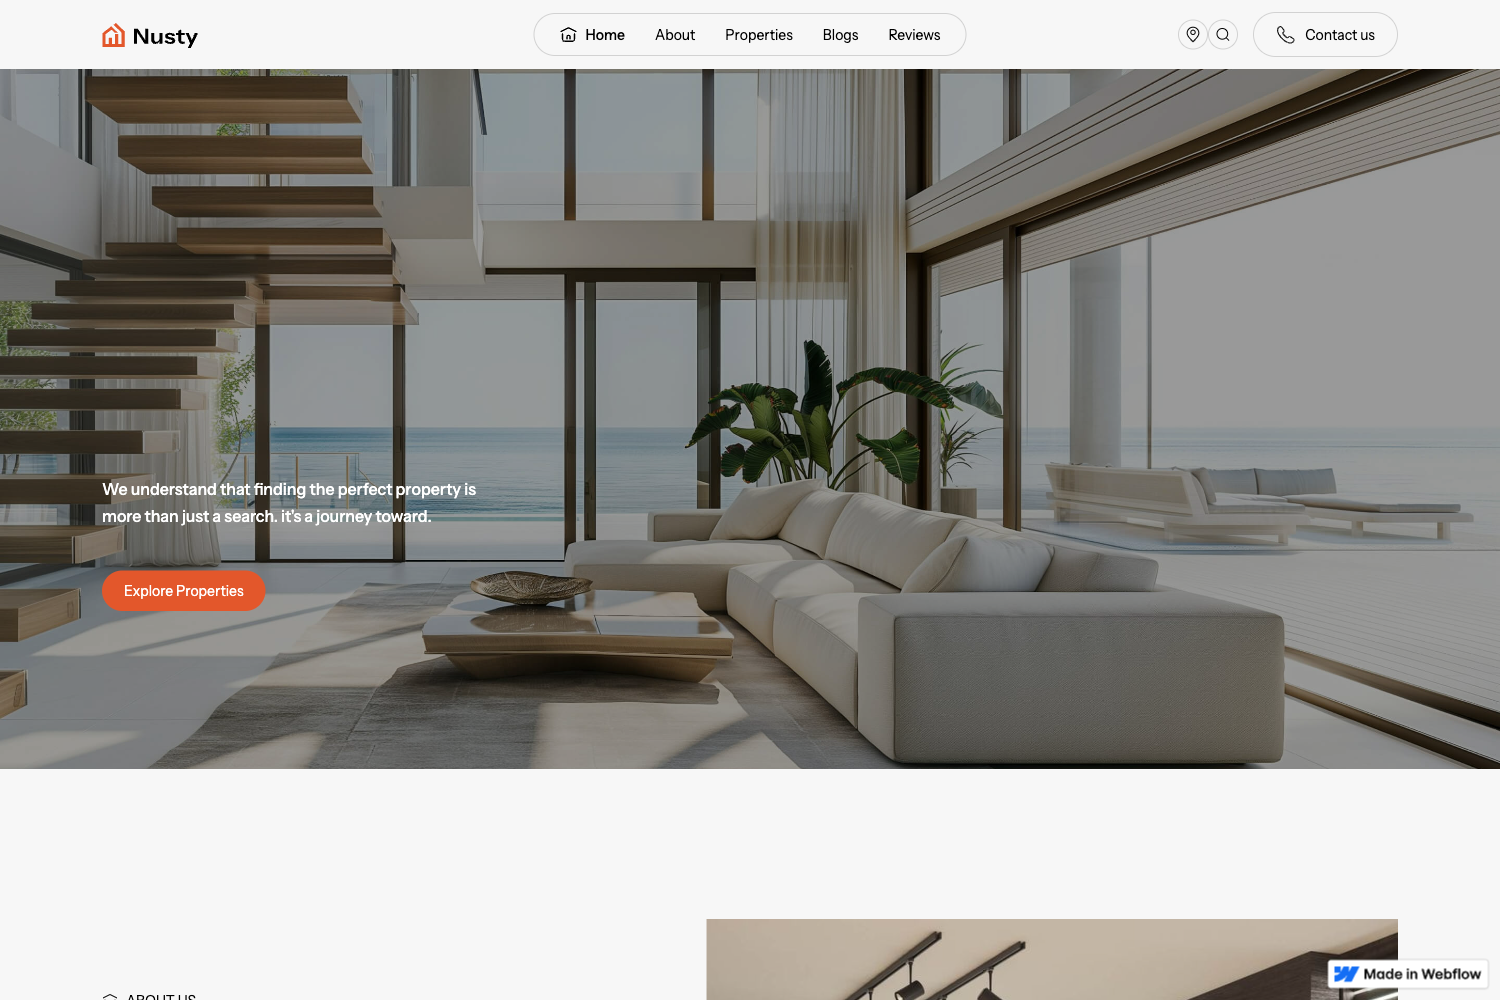 Nusty
Home
About
Properties
Blogs
Reviews
Contact us
We understand that finding the perfect property is
more than just a search. it's a journey toward.
Explore Properties
ABOUT US
Made in Webflow